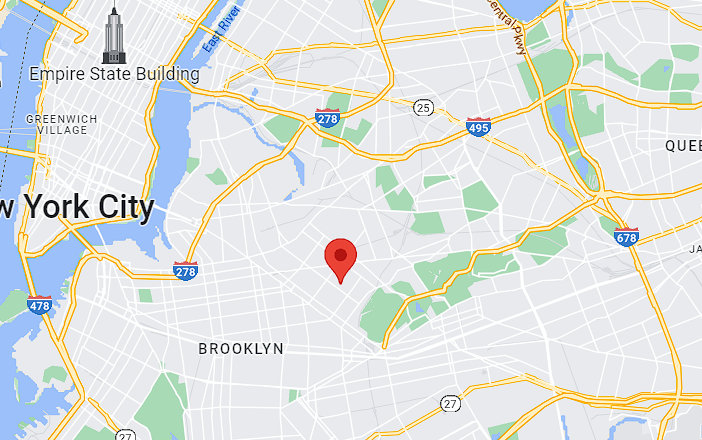 East River
Central Pkwy
Empire State Building
25
GREENWICH
VILLAGE
278
495
QUEE
w York City
678
JA
278
478
BROOKLYN
27
27